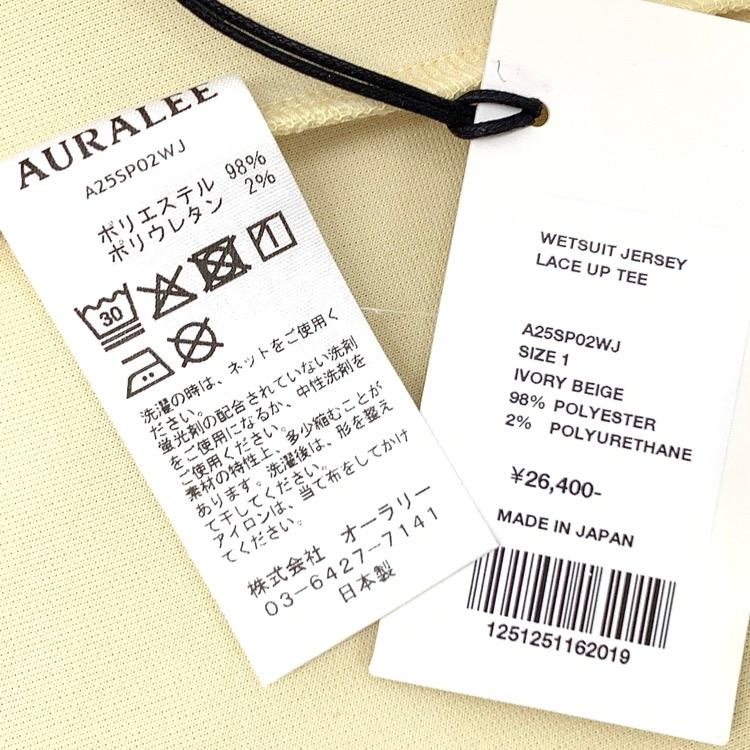 AURALEE
A25SP02WJ
ポリエステル 98%
ポリウレタン 2%
30
洗濯の時は、ネットをご使用く
ださい。
蛍光剤の配合されていない洗剤
をご使用になるか、中性洗剤を
ご使用ください。
素材の特性上、多少縮むことが
あります。洗濯後は、形を整え
て干してください。
アイロンは、当て布をしてかけ
てください。
株式会社 オーラリー
03-6427-7141
日本製
WETSUIT JERSEY
LACE UP TEE
A25SP02WJ
SIZE 1
IVORY BEIGE
98% POLYESTER
2% POLYURETHANE
¥26,400-
MADE IN JAPAN
1251251162019